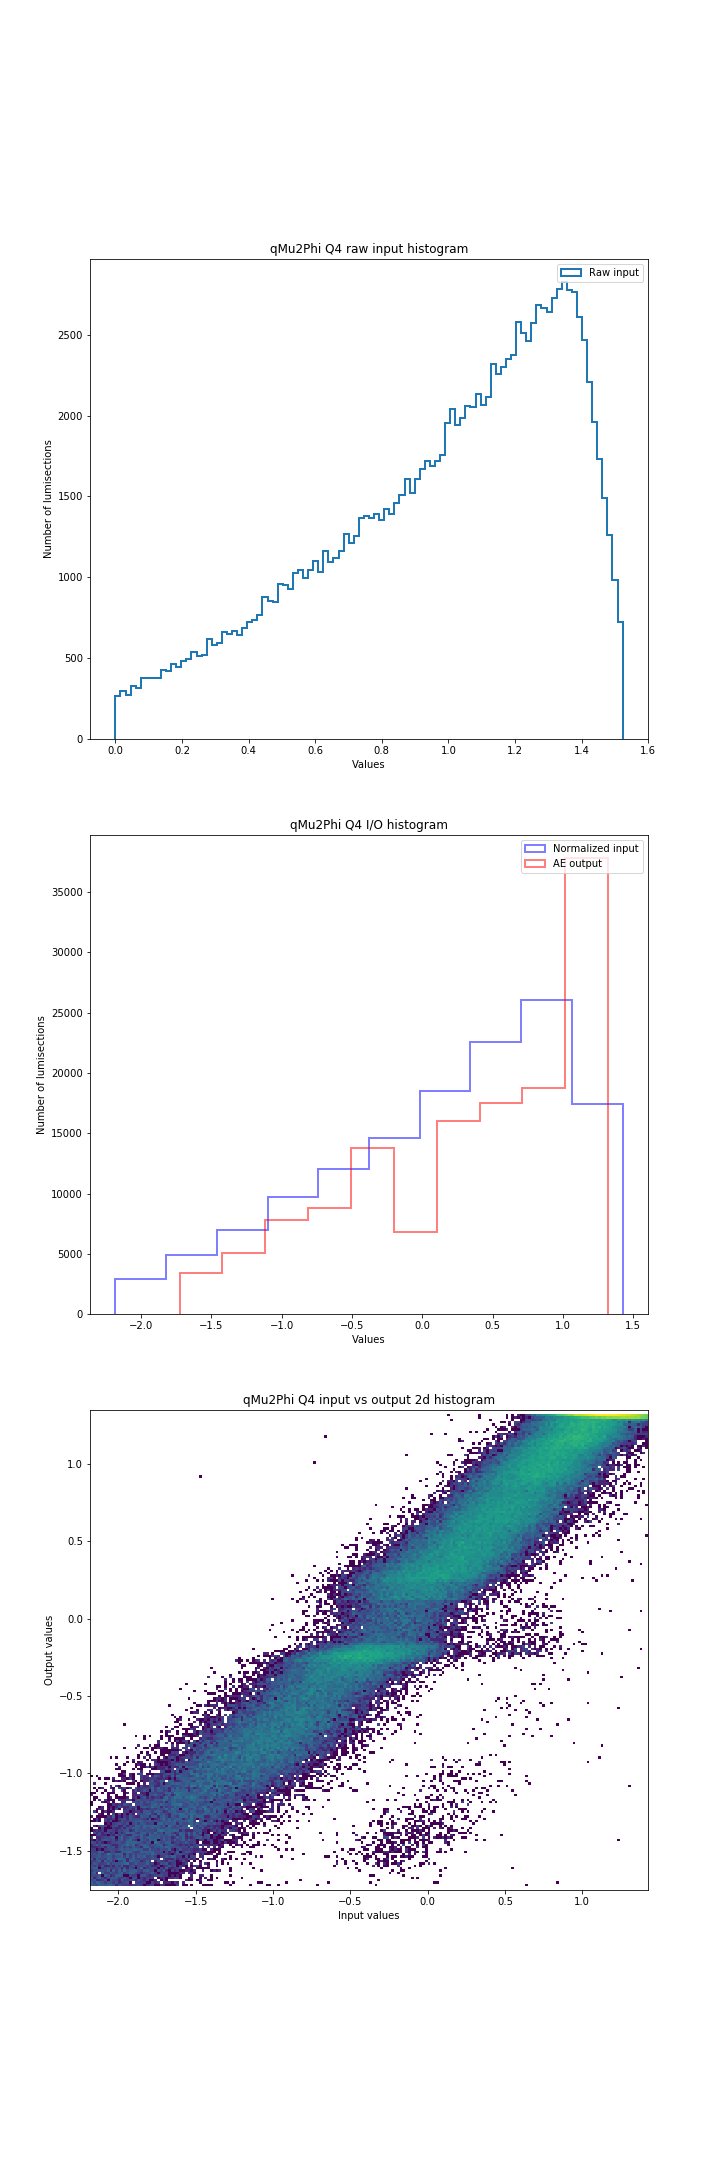 qMu2Phi Q4 raw input histogram
Raw input
2500
2000
1500
1000
500
0
Number of lumisections
0.0 0.2 0.4 0.6 0.8 1.0 1.2 1.4 1.6
Values
qMu2Phi Q4 I/O histogram
Normalized input
AE output
35000
30000
25000
20000
15000
10000
5000
0
Number of lumisections
−2.0 −1.5 −1.0 −0.5 0.0 0.5 1.0 1.5
Values
qMu2Phi Q4 input vs output 2d histogram
1.0
0.5
0.0
−0.5
−1.0
−1.5
Output values
−2.0 −1.5 −1.0 −0.5 0.0 0.5 1.0
Input values